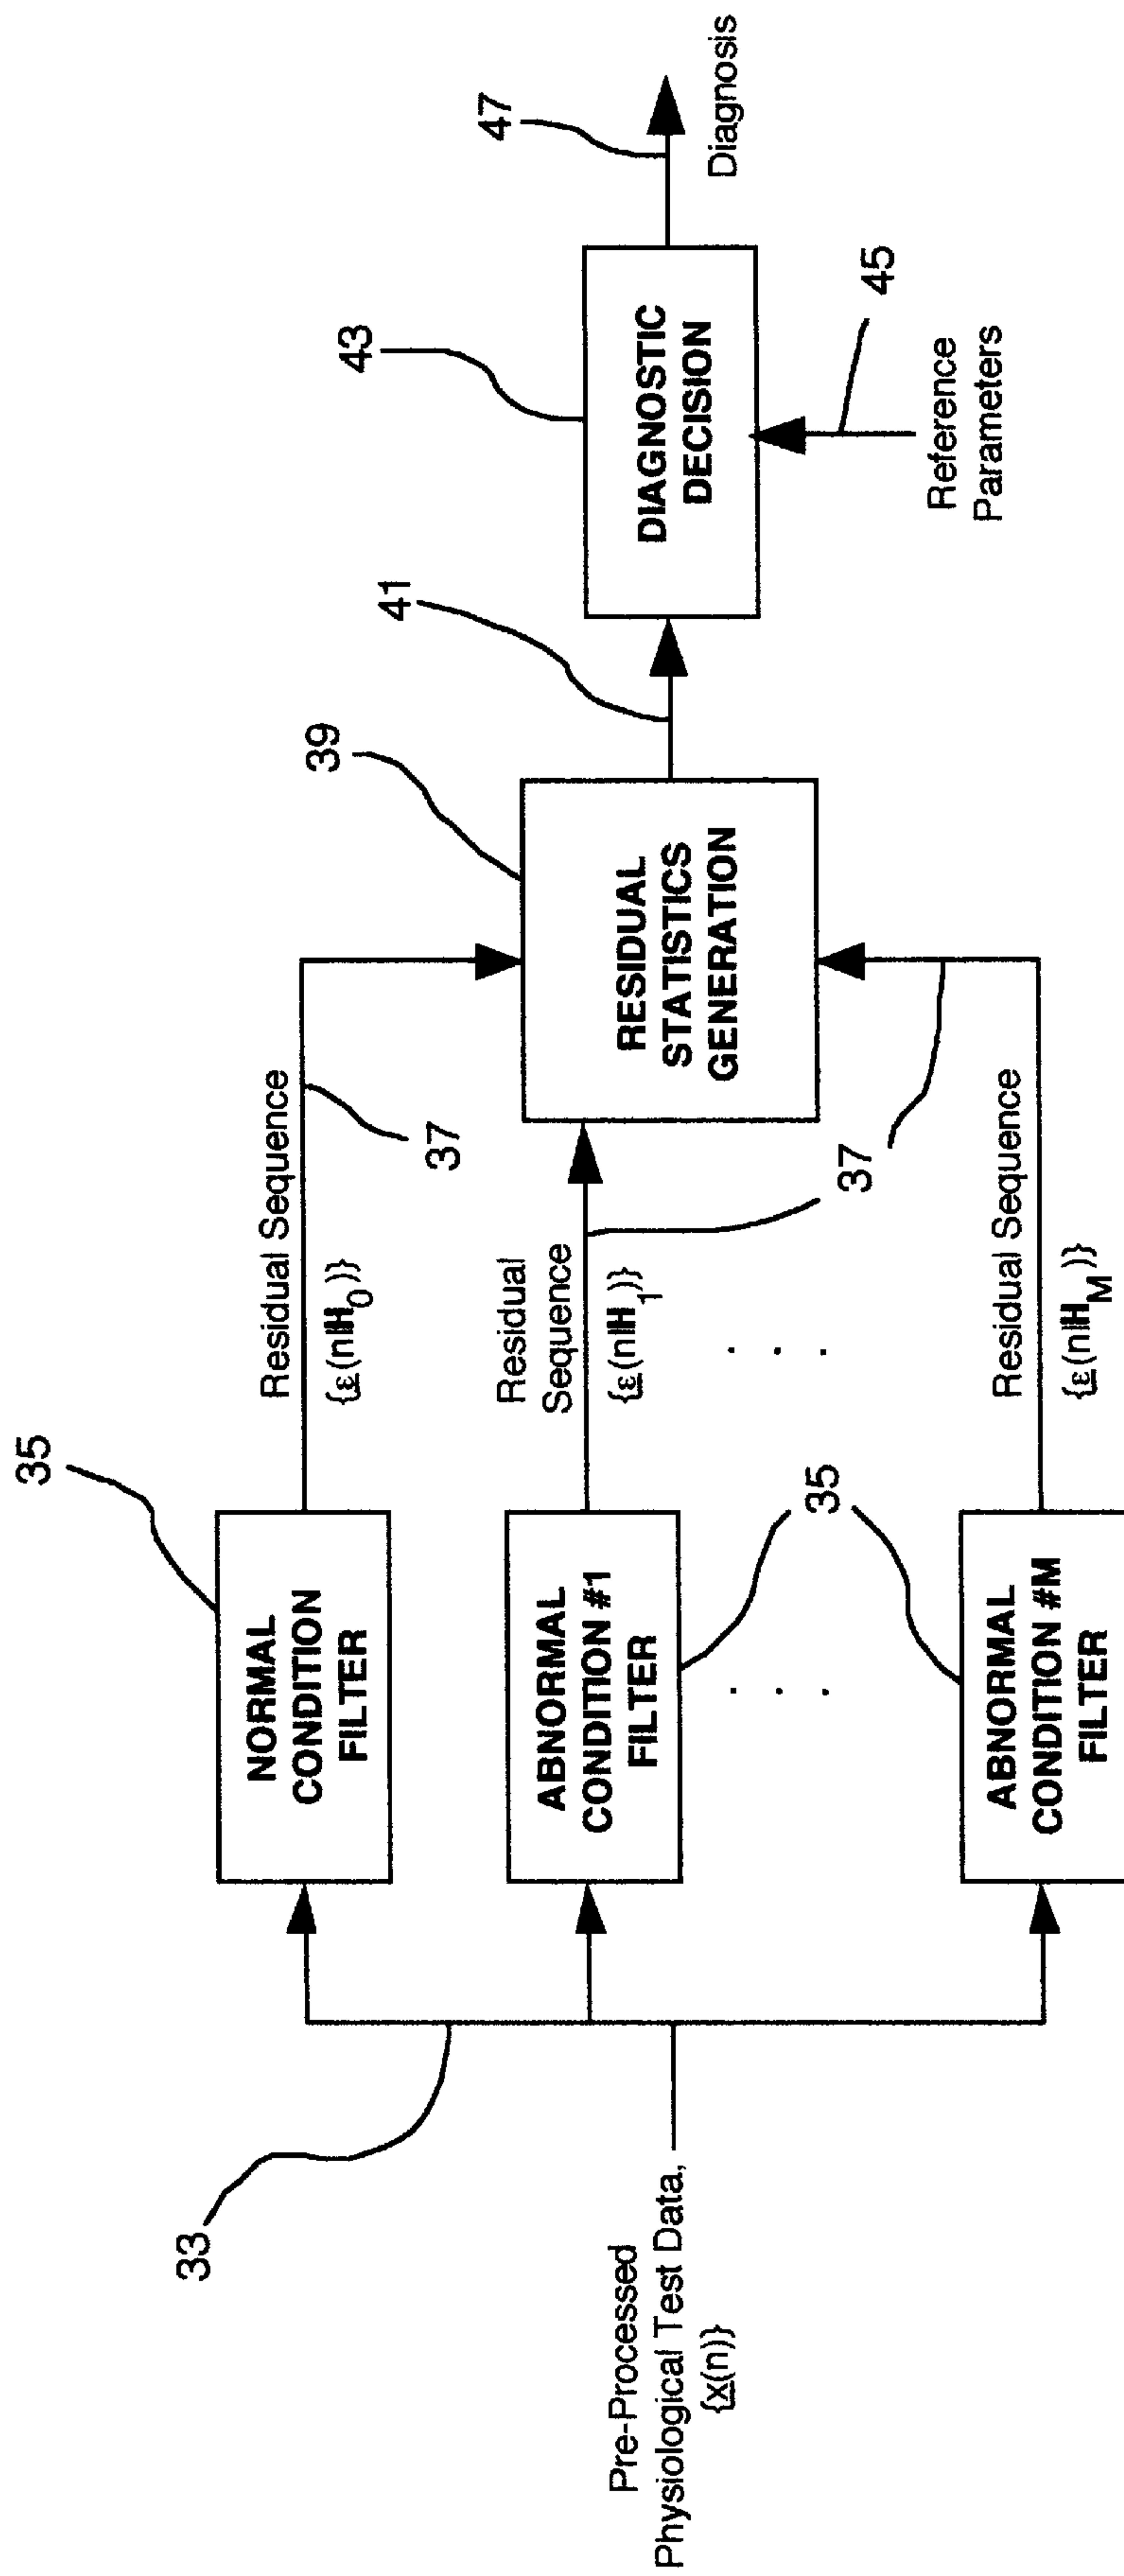 Pre-Processed
Physiological Test Data,
{x(n)}
33
35
NORMAL
CONDITION
FILTER
ABNORMAL
CONDITION #1
FILTER
. . .
35
ABNORMAL
CONDITION #M
FILTER
Residual Sequence
{ε(n|H0)}
37
Residual
Sequence
{ε(n|H1)}
. . .
37
Residual Sequence
{ε(n|HM)}
39
RESIDUAL
STATISTICS
GENERATION
41
43
DIAGNOSTIC
DECISION
45
Reference
Parameters
47
Diagnosis